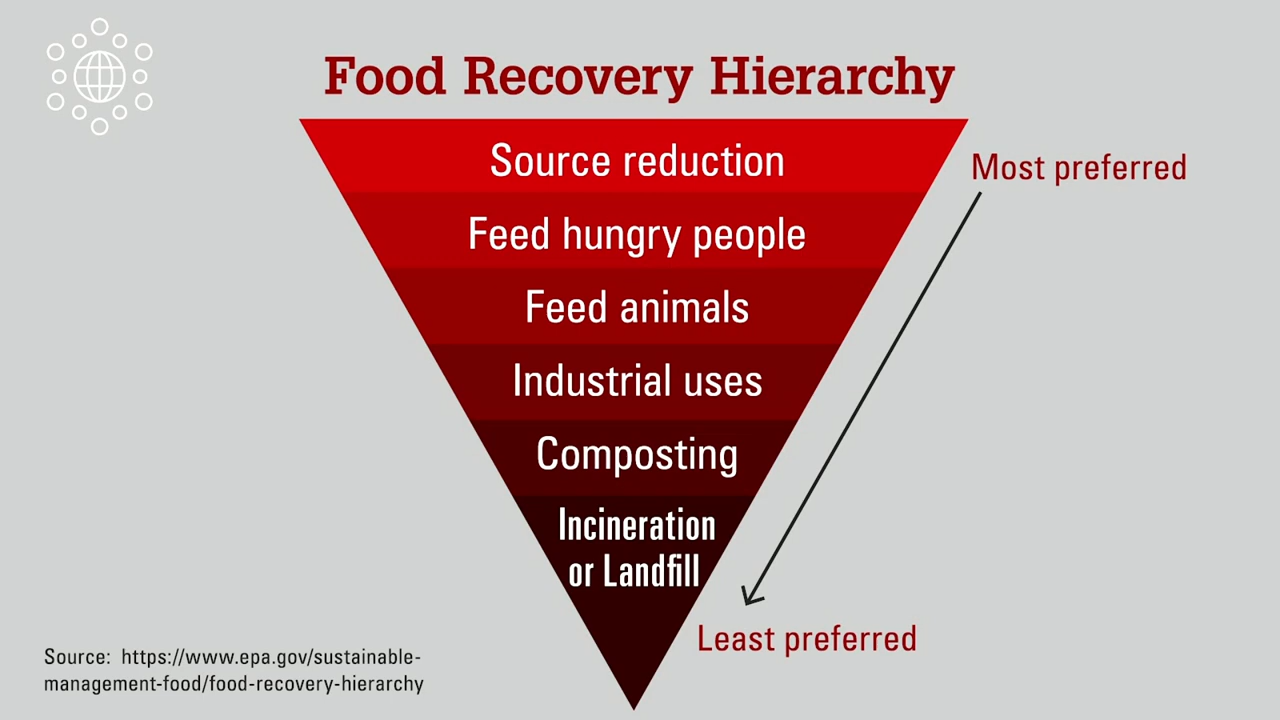 Food Recovery Hierarchy
Source reduction
Most preferred
Feed hungry people
Feed animals
Industrial uses
Composting
Incineration
or Landfill
Least preferred
Source: https://www.epa.gov/sustainable-
management-food/food-recovery-hierarchy